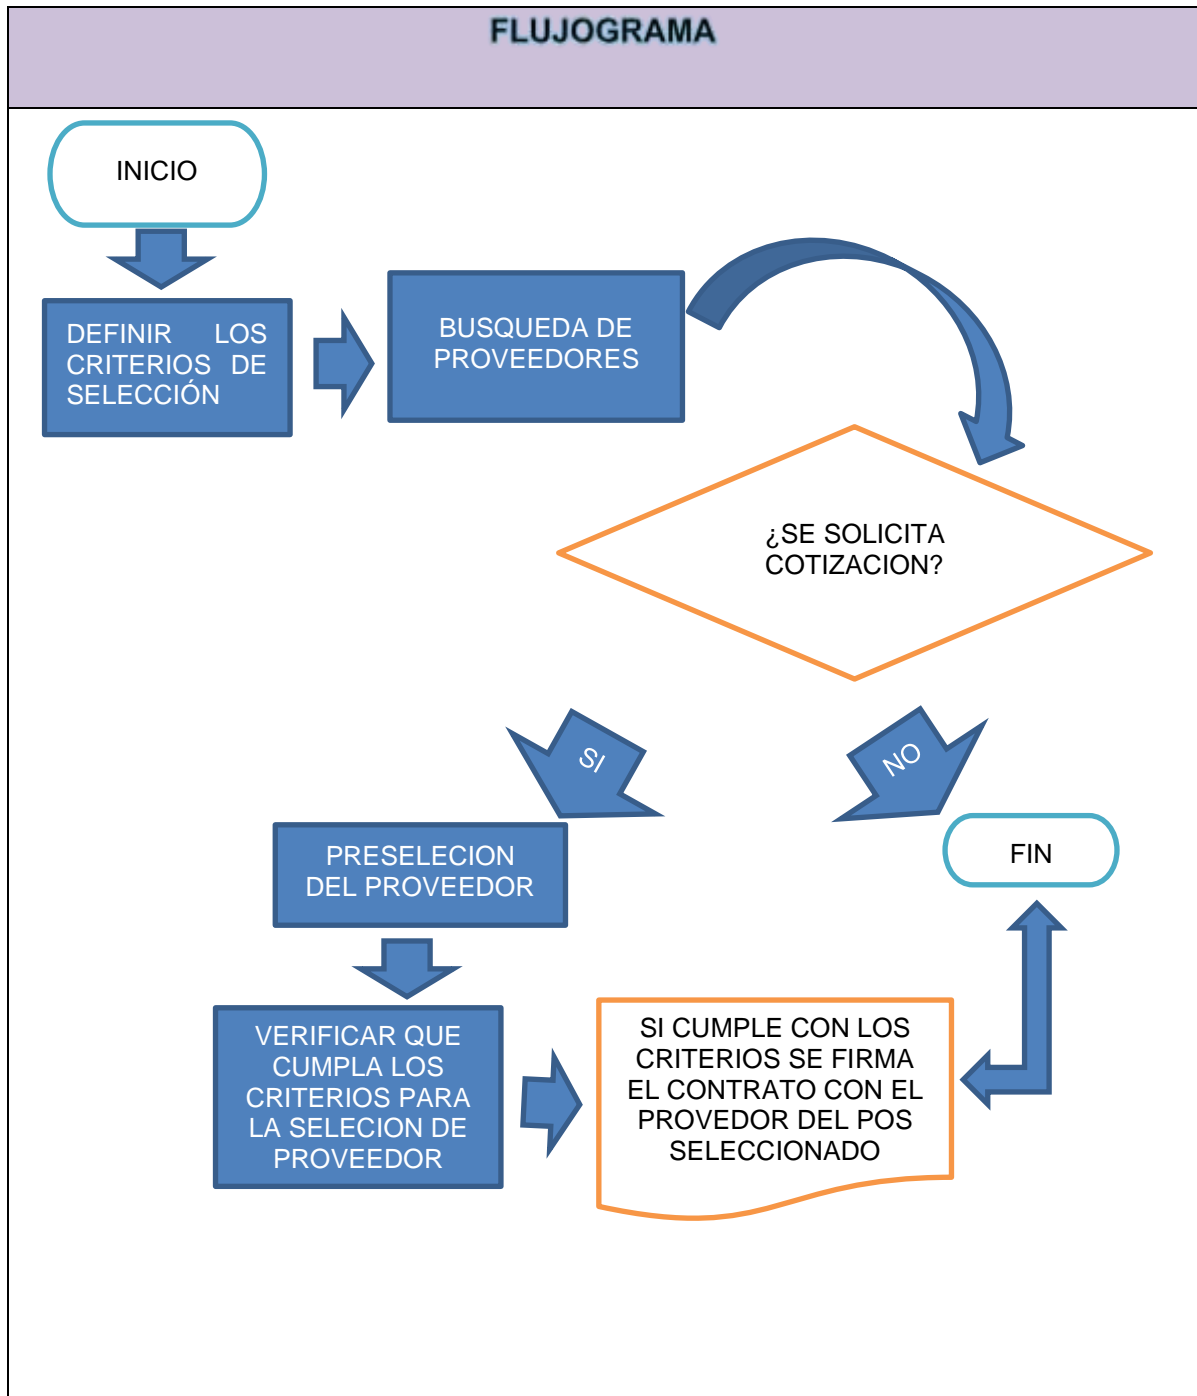 FLUJOGRAMA
INICIO
DEFINIR LOS
CRITERIOS DE
SELECCIÓN
BUSQUEDA DE
PROVEEDORES
¿SE SOLICITA
COTIZACION?
SI
NO
PRESELECION
DEL PROVEEDOR
FIN
VERIFICAR QUE
CUMPLA LOS
CRITERIOS PARA
LA SELECION DE
PROVEEDOR
SI CUMPLE CON LOS
CRITERIOS SE FIRMA
EL CONTRATO CON EL
PROVEDOR DEL POS
SELECCIONADO